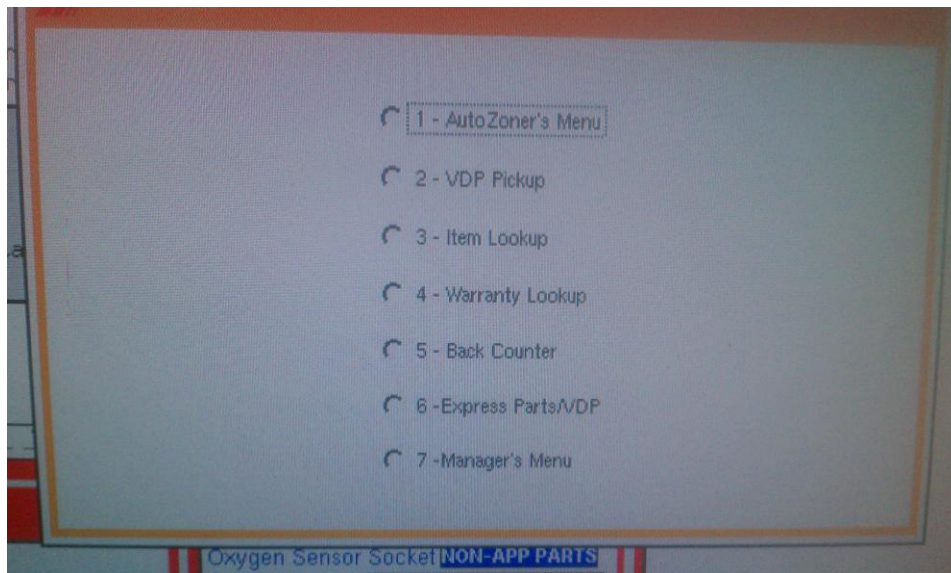 1 - AutoZoner's Menu
2 - VDP Pickup
3 - Item Lookup
4 - Warranty Lookup
5 - Back Counter
6 -Express Parts/VDP
7 -Manager's Menu
Oxygen Sensor Socket NON-APP PARTS